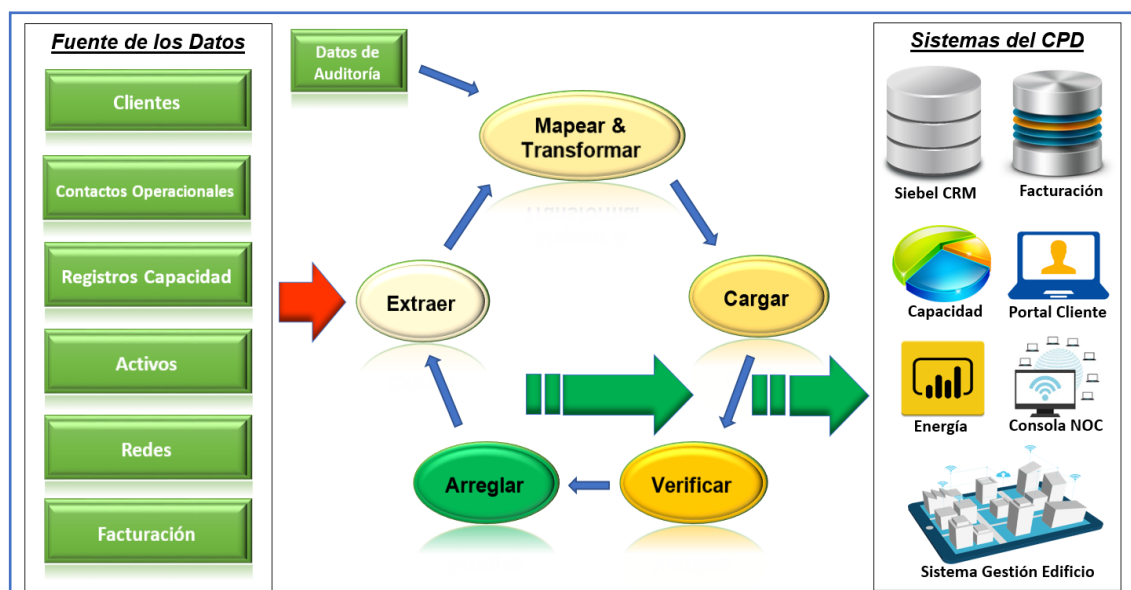 Fuente de los Datos
Clientes
Contactos Operacionales
Registros Capacidad
Activos
Redes
Facturación
Datos de
Auditoría
Mapear &
Transformar
Extraer
Cargar
Arreglar
Verificar
Sistemas del CPD
Siebel CRM
Facturación
Capacidad
Portal Cliente
Energía
Consola NOC
Sistema Gestión Edificio